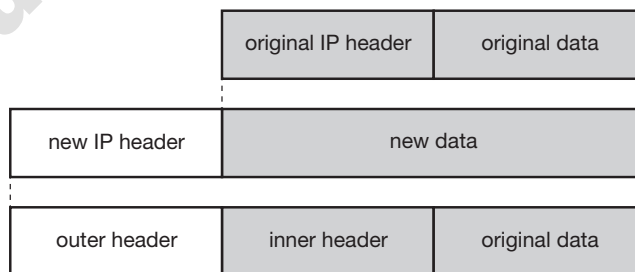 original IP header original data
new IP header new data
outer header inner header original data